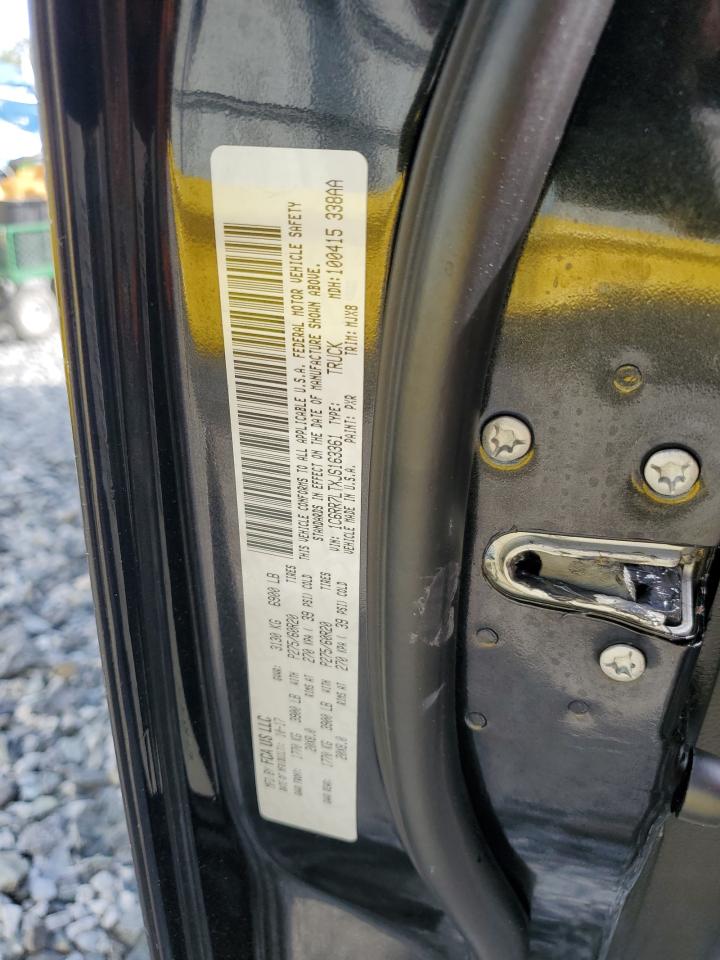 MFD BY FCA US LLC
DATE OF MFR 10-17
GVWR: 3130 KG 6900 LB
GAWR FRONT: 1770 KG 3900 LB WITH P275/60R20 TIRES
20X8.0 RIMS AT 270 KPA ( 39 PSI) COLD
GAWR REAR: 1770 KG 3900 LB WITH P275/60R20 TIRES
20X8.0 RIMS AT 270 KPA ( 39 PSI) COLD
THIS VEHICLE CONFORMS TO ALL APPLICABLE U.S.A. FEDERAL MOTOR VEHICLE SAFETY
STANDARDS IN EFFECT ON THE DATE OF MANUFACTURE SHOWN ABOVE.
VIN: 1C6RR7LTXJS163361 TYPE: TRUCK MDH:100415 338AA
VEHICLE MADE IN U.S.A. PAINT: PXR TRIM: MJX8